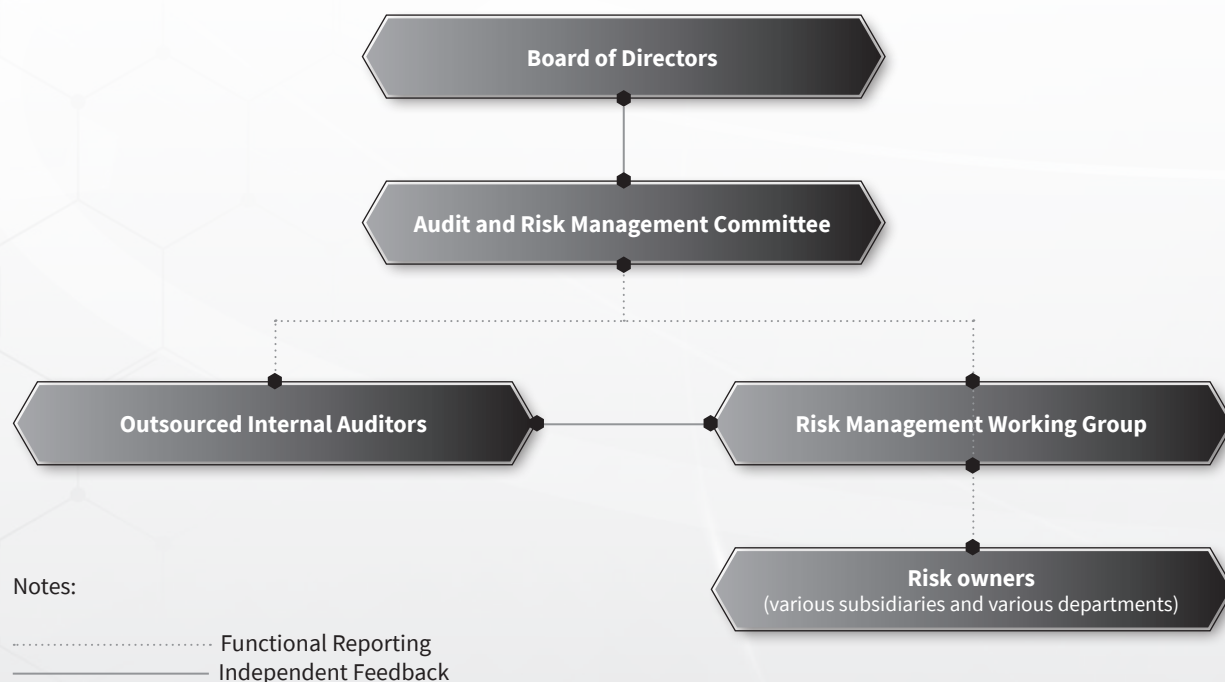 Board of Directors
Audit and Risk Management Committee
Outsourced Internal Auditors
Risk Management Working Group
Risk owners
(various subsidiaries and various departments)
Notes:
Functional Reporting
Independent Feedback